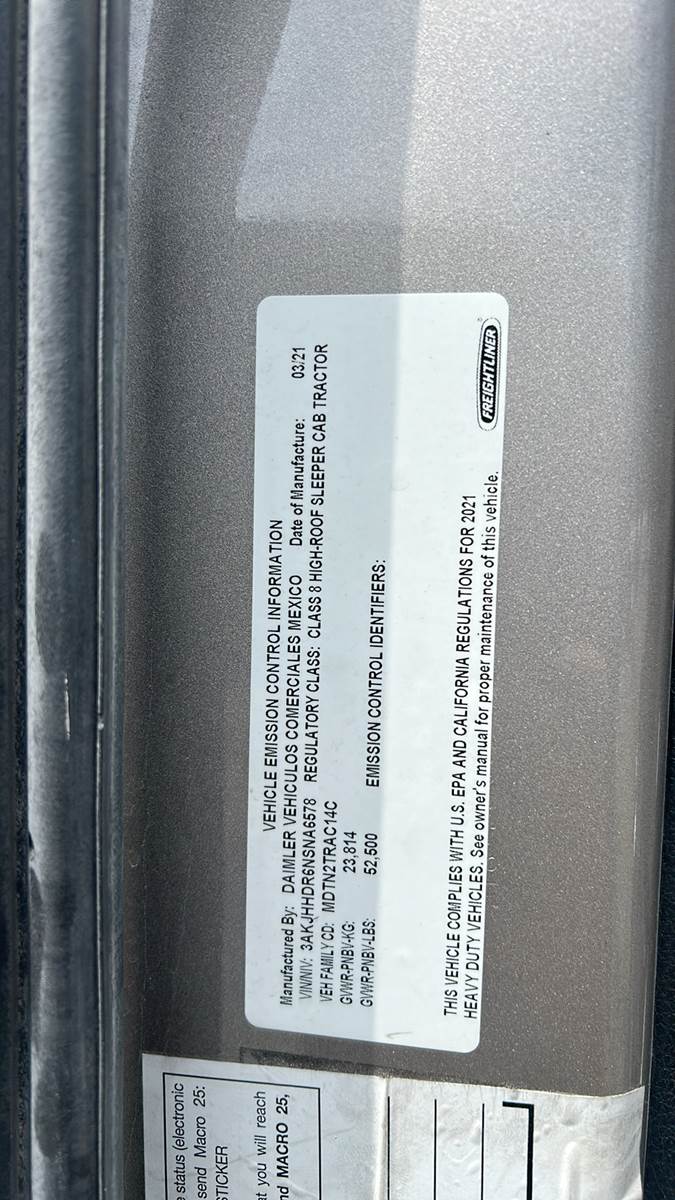 VEHICLE EMISSION CONTROL INFORMATION
Manufactured By: DAIMLER VEHICULOS COMERCIALES MEXICO Date of Manufacture: 03/21
VIN/NIV: 3AKJHHDR6NSNA6578 REGULATORY CLASS: CLASS 8 HIGH-ROOF SLEEPER CAB TRACTOR
VEH FAMILY CD: MDTN2TRAC14C
GVWR-PNBV-KG: 23,814
GVWR-PNBV-LBS: 52,500 EMISSION CONTROL IDENTIFIERS:
THIS VEHICLE COMPLIES WITH U.S. EPA AND CALIFORNIA REGULATIONS FOR 2021
HEAVY DUTY VEHICLES. See owner's manual for proper maintenance of this vehicle.
FREIGHTLINER
status (electronic
send Macro 25:
STICKER
you will reach
MACRO 25,